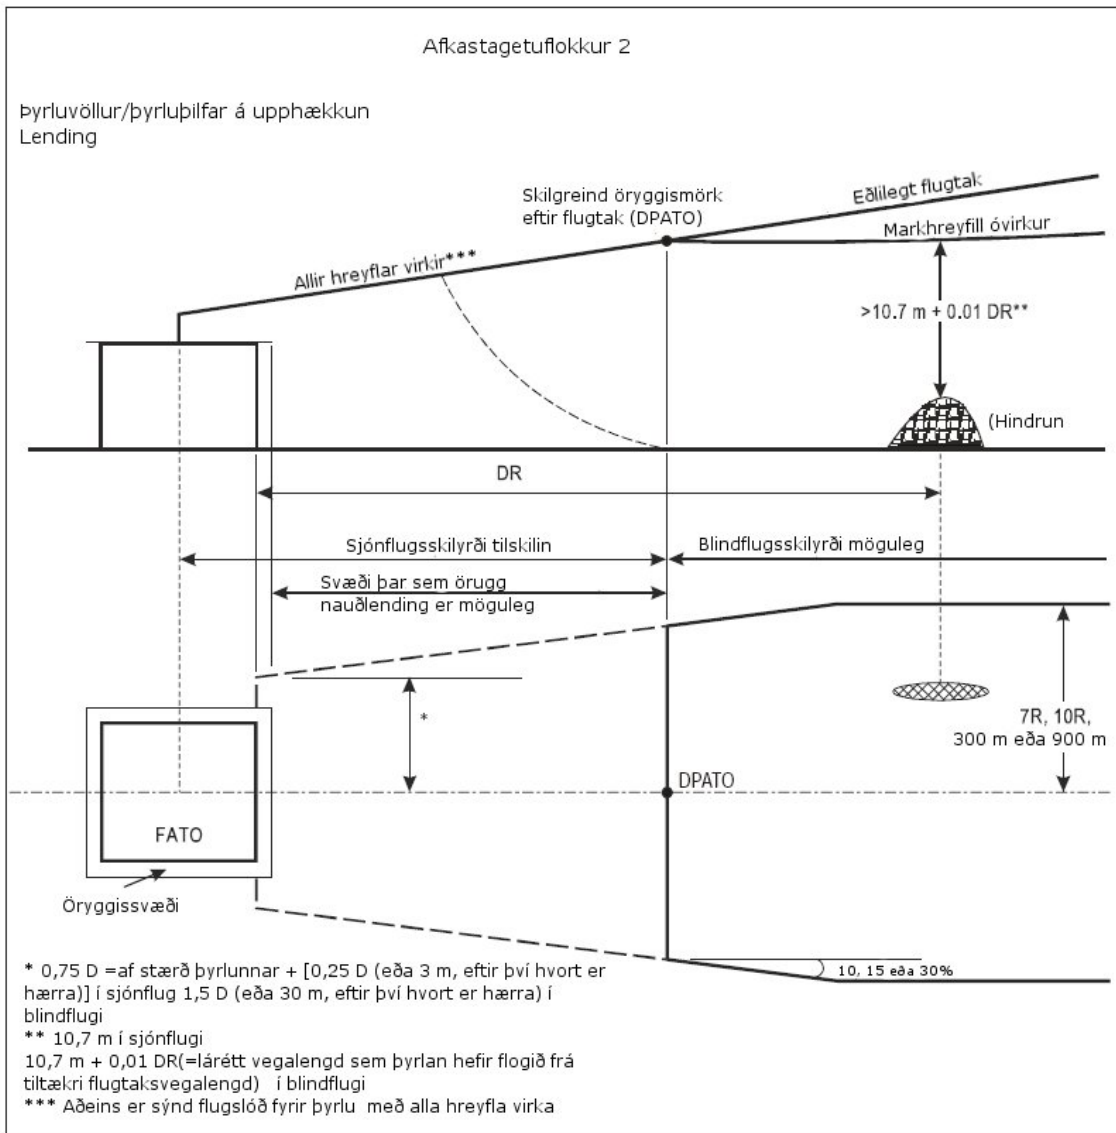 Afkastagetuflokkur 2
Þyrluvöllur/þyrluþilfar á upphækkun
Lending
Skilgreind öryggismörk
eftir flugtak (DPATO)
Eðlilegt flugtak
Markhreyfill óvirkur
Allir hreyflar virkir***
>10.7 m + 0.01 DR**
(Hindrun
DR
Sjónflugsskilyrði tilskilin
Blindflugsskilyrði möguleg
Svæði þar sem örugg
nauðlending er möguleg
*
7R, 10R,
300 m eða 900 m
DPATO
FATO
Öryggissvæði
10, 15 eða 30%
* 0,75 D =af stærð þyrlunnar + [0,25 D (eða 3 m, eftir því hvort er
hærra)] í sjónflug 1,5 D (eða 30 m, eftir því hvort er hærra) í
blindflugi
** 10,7 m í sjónflugi
10,7 m + 0,01 DR(=lárétt vegalengd sem þyrlan hefir flogið frá
tiltækri flugtaksvegalengd) í blindflugi
*** Aðeins er sýnd flugslóð fyrir þyrlu með alla hreyfla virka